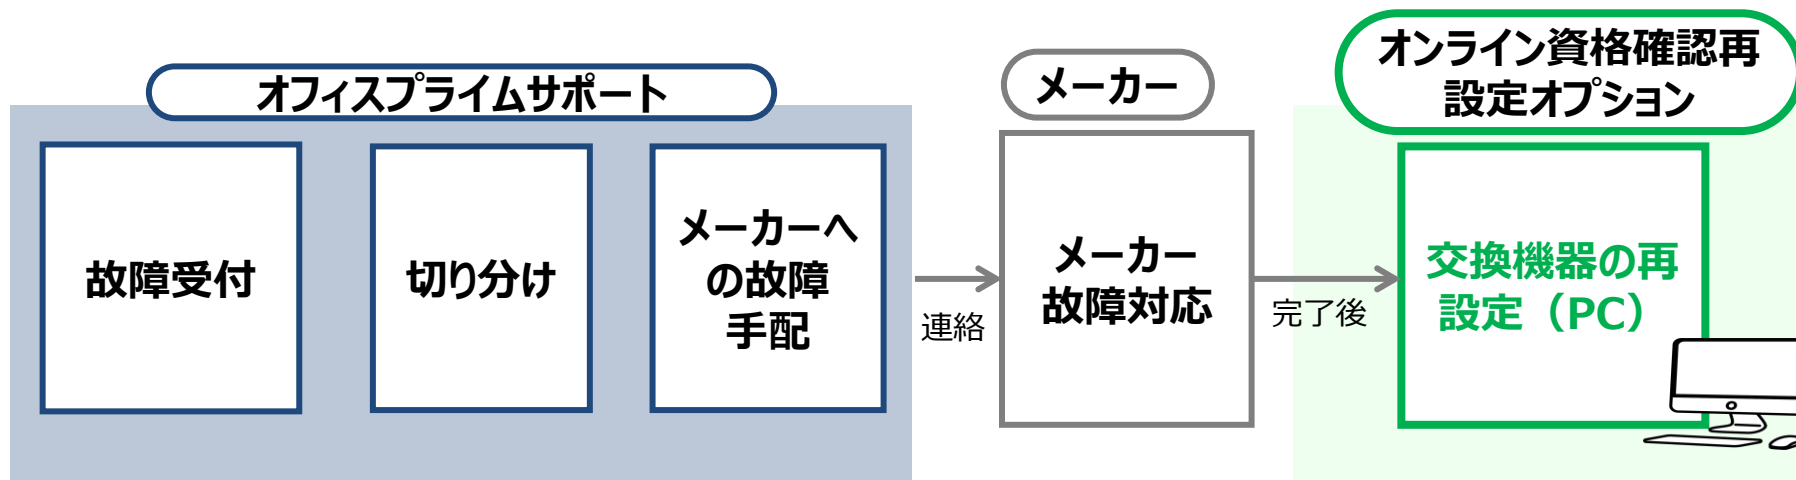 オフィスプライムサポート
故障受付
切り分け
メーカーへ
の故障
手配
連絡
メーカー
メーカー
故障対応
完了後
オンライン資格確認再
設定オプション
交換機器の再
設定（PC）